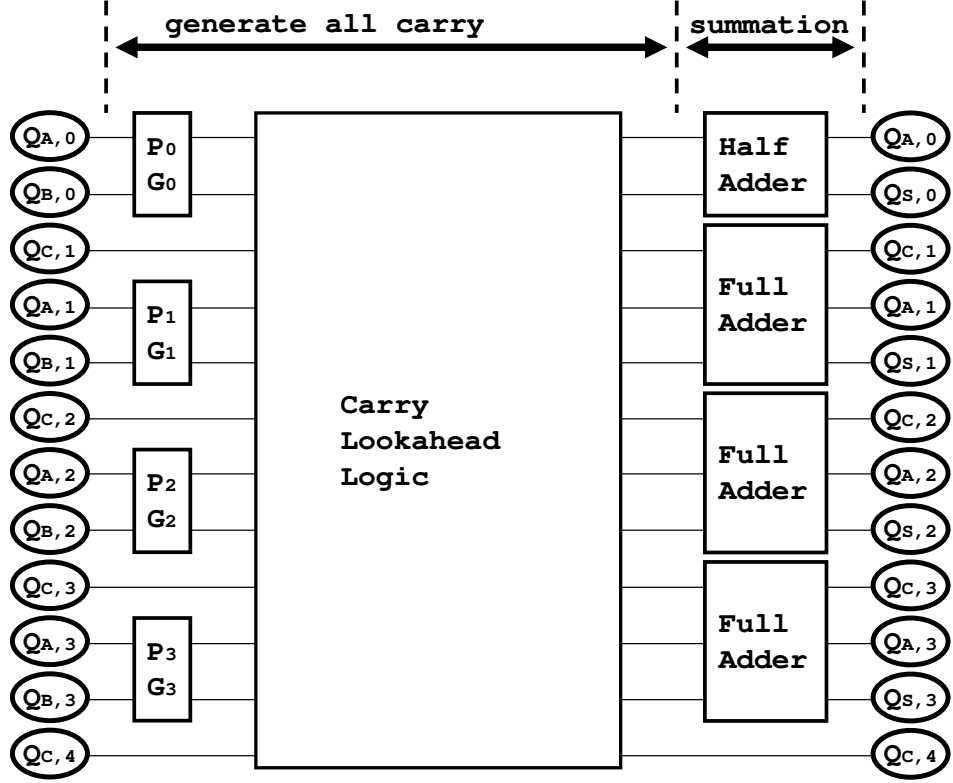 generate all carry
summation
QA,0
QB,0
QC,1
QA,1
QB,1
QC,2
QA,2
QB,2
QC,3
QA,3
QB,3
QC,4
P0
G0
P1
G1
P2
G2
P3
G3
Carry
Lookahead
Logic
Half
Adder
Full
Adder
Full
Adder
Full
Adder
QA,0
QS,0
QC,1
QA,1
QS,1
QC,2
QA,2
QS,2
QC,3
QA,3
QS,3
QC,4